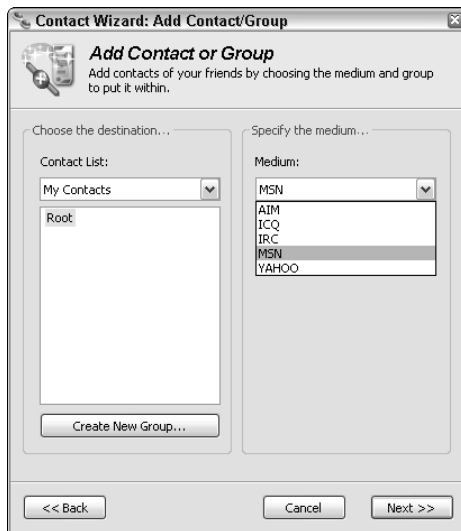 Contact Wizard: Add Contact/Group
Add Contact or Group
Add contacts of your friends by choosing the medium and group
to put it within.
Choose the destination...
Contact List:
My Contacts
Root
Create New Group...
Specify the medium...
Medium:
MSN
AIM
ICQ
IRC
MSN
YAHOO
<< Back
Cancel
Next >>